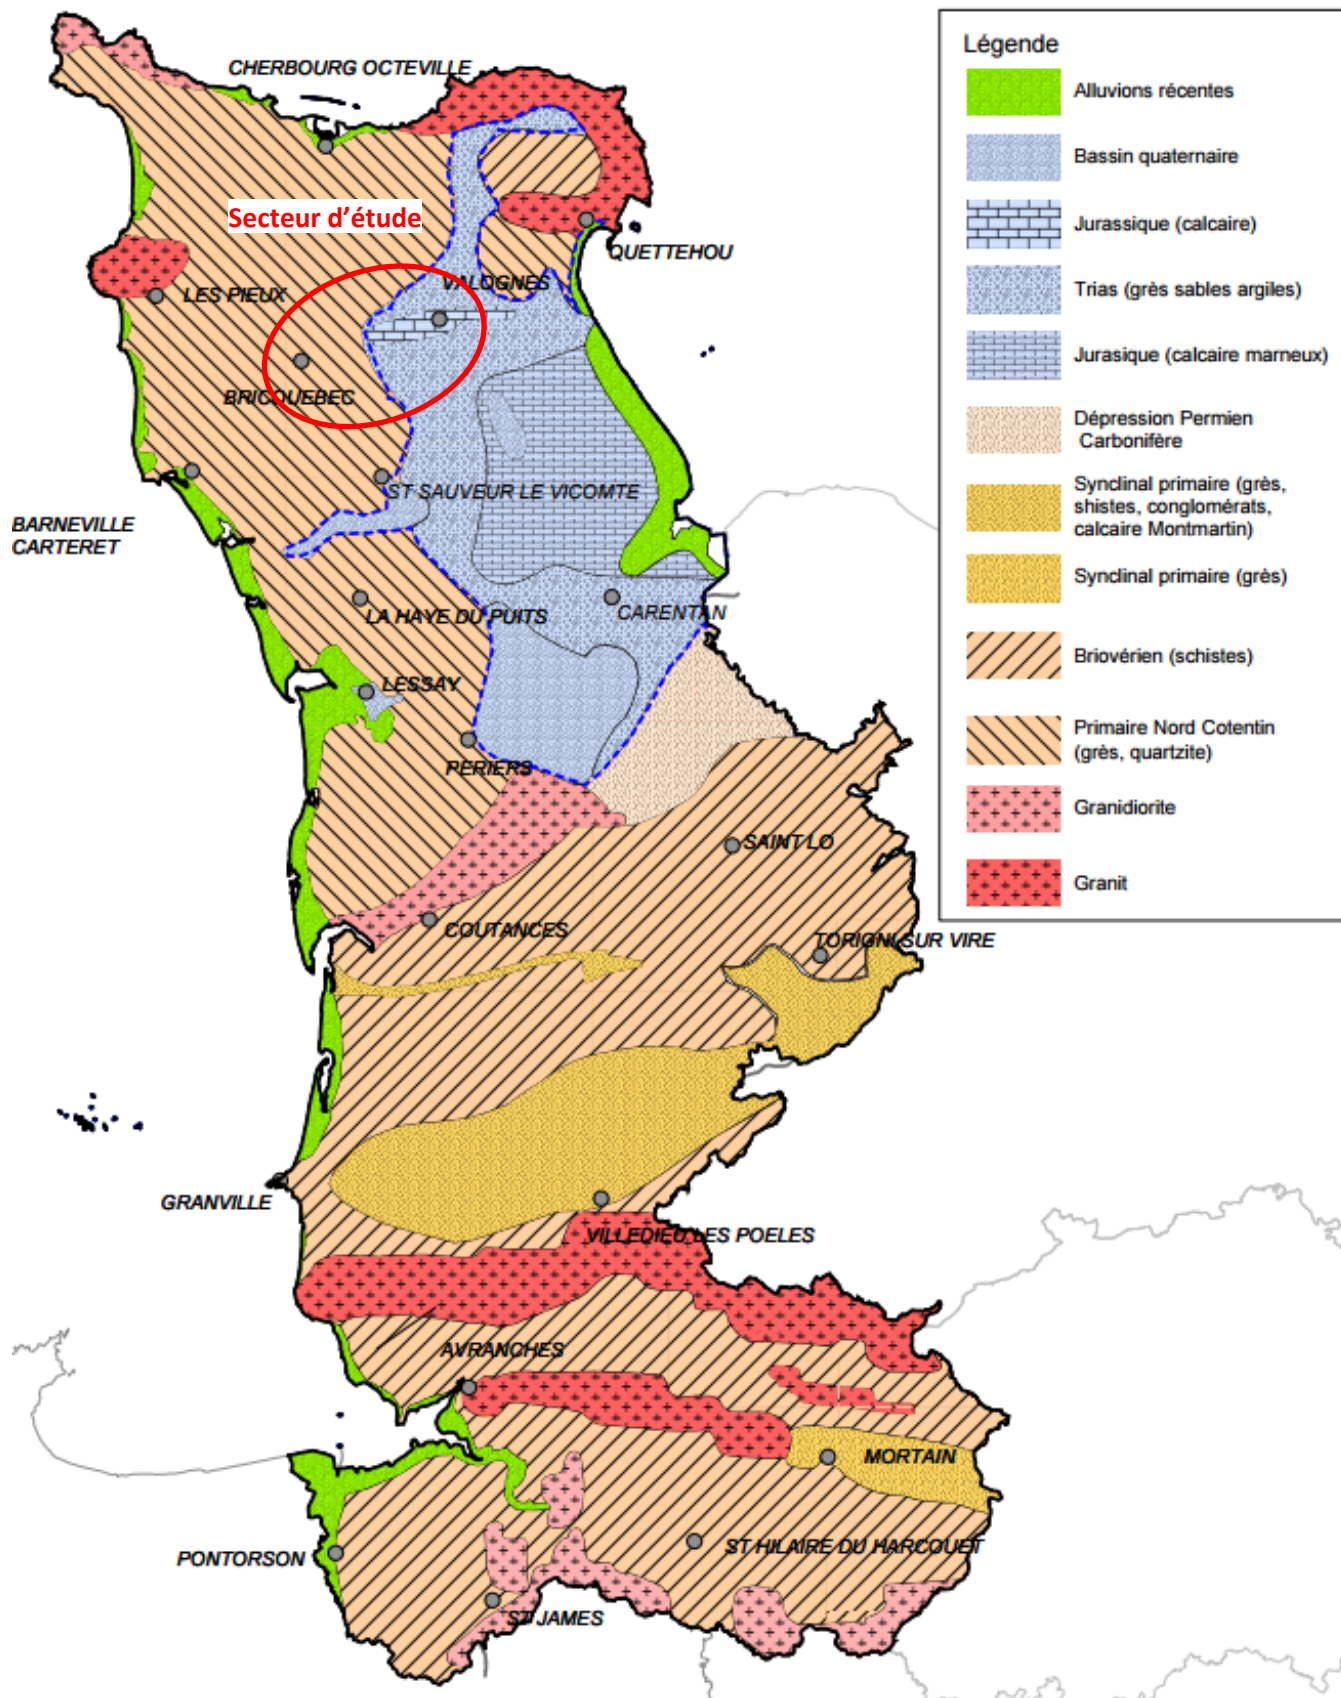 CHERBOURG OCTEVILLE
Secteur d’étude
QUETTEHOU
VALOGNES
LES PIEUX
BRICQUEBEC
ST SAUVEUR LE VICOMTE
BARNEVILLE
CARTERET
LA HAYE DU PUITS
CARENTAN
LESSAY
PERIERS
SAINT LO
COUTANCES
TORIGNI SUR VIRE
GRANVILLE
VILLEDIEU LES POELES
AVRANCHES
MORTAIN
ST HILAIRE DU HARCOUET
PONTORSON
ST JAMES
Légende
Alluvions récentes
Bassin quaternaire
Jurassique (calcaire)
Trias (grès sables argiles)
Jurasique (calcaire marneux)
Dépression Permien
Carbonifère
Synclinal primaire (grès,
shistes, conglomérats,
calcaire Montmartin)
Synclinal primaire (grès)
Briovérien (schistes)
Primaire Nord Cotentin
(grès, quartzite)
Granidiorite
Granit